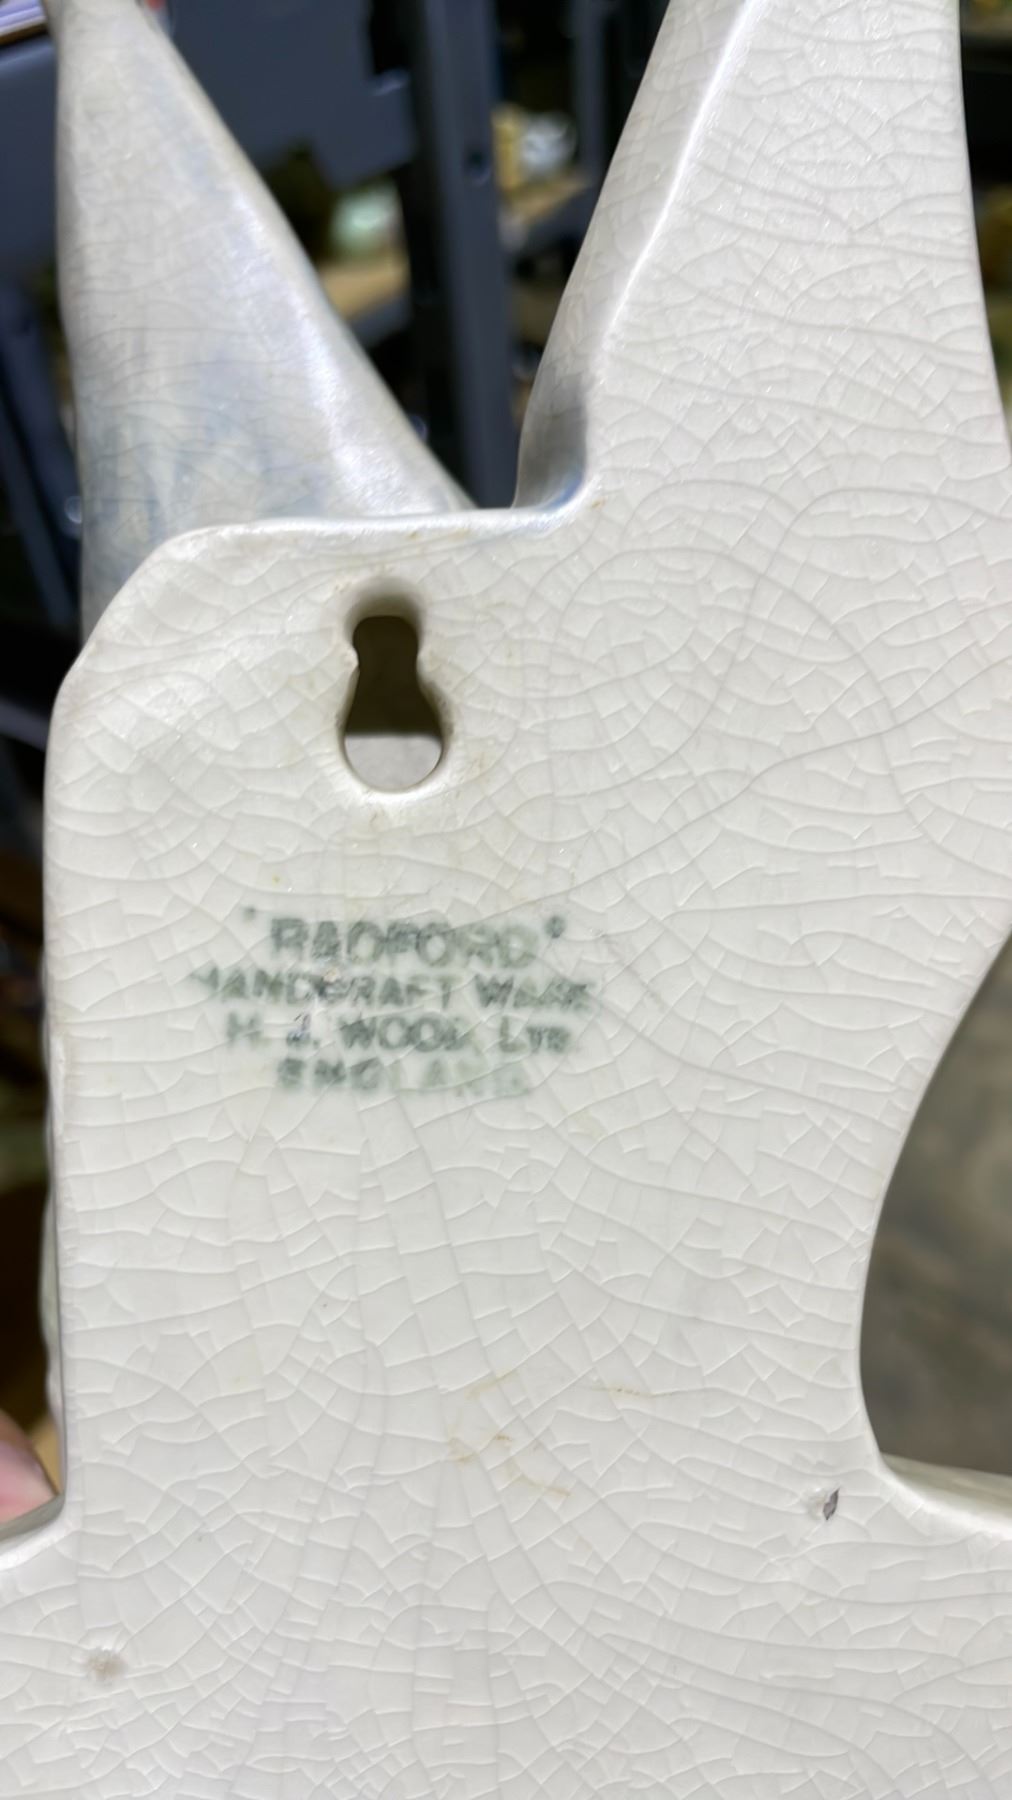 "RADFORD"
HANDCRAFT WARE
H. J. WOOD, LTD
ENGLAND